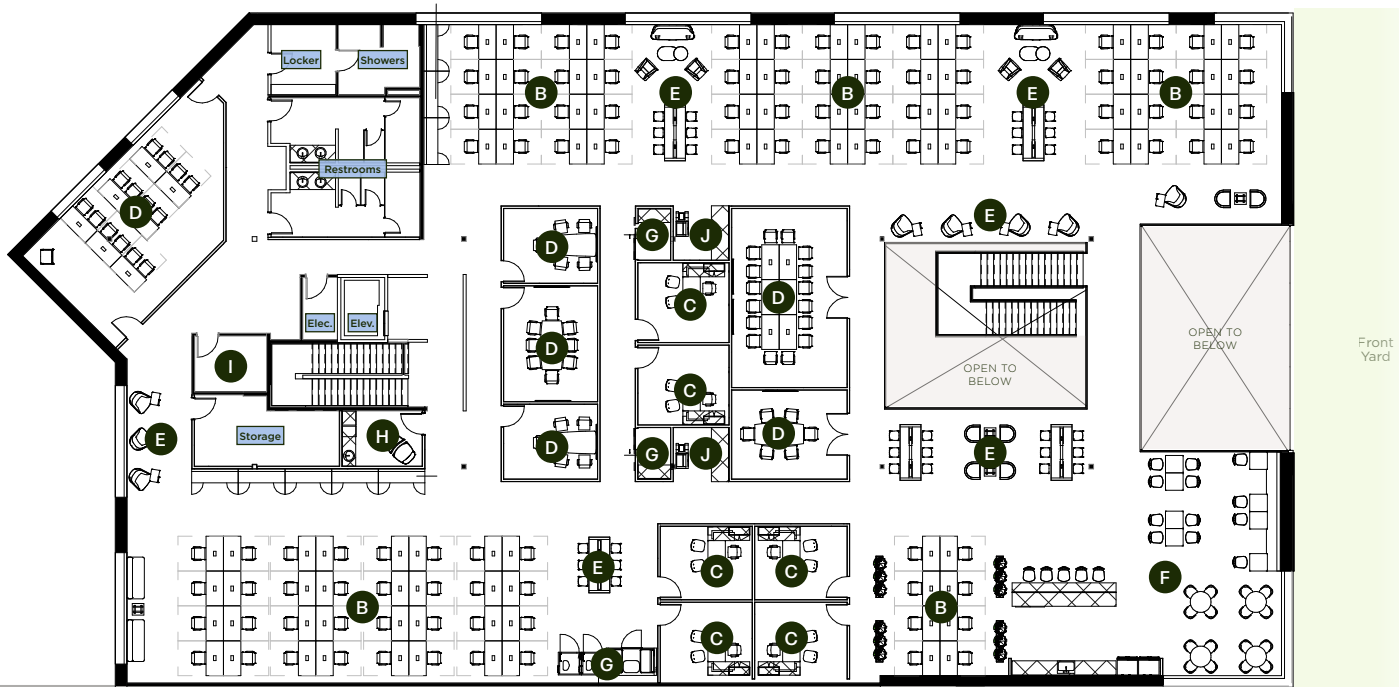 Locker
Showers
B
E
B
E
B
Restrooms
D
E
D
G
J
C
D
Elec.
Elev.
OPEN TO
BELOW
Front
Yard
I
D
C
OPEN TO
BELOW
Storage
H
E
D
G
J
D
E
E
C
C
F
B
B
C
C
G